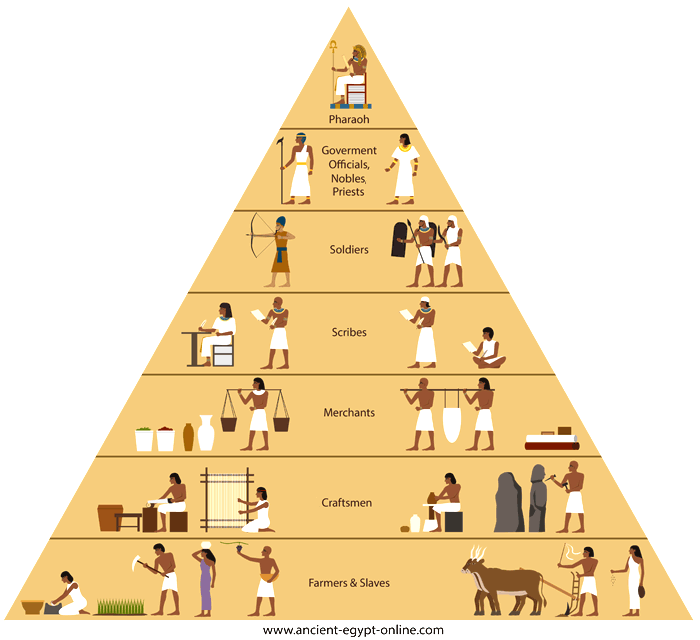 Pharaoh
Goverment
Officials,
Nobles,
Priests
Soldiers
Scribes
Merchants
Craftsmen
Farmers & Slaves
www.ancient-egypt-online.com